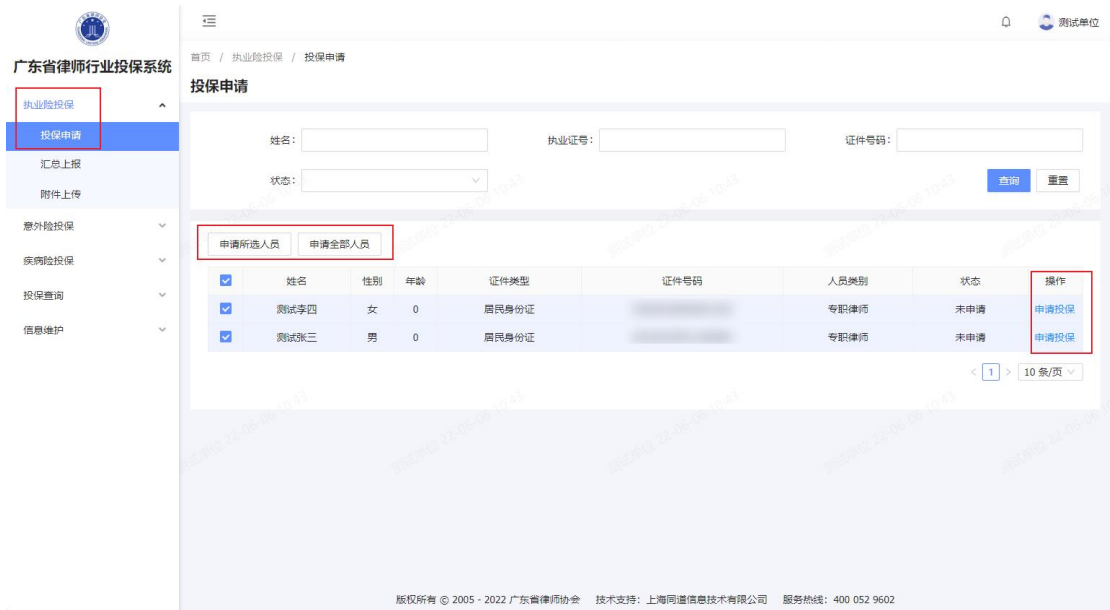 测试单位
广东省律师行业投保系统
首页 / 执业险投保 / 投保申请
投保申请
执业险投保
投保申请
汇总上报
附件上传
意外险投保
疾病险投保
投保查询
信息维护
姓名: 执业证号: 证件号码:
状态: 查询 重置
申请所选人员 申请全部人员
姓名 性别 年龄 证件类型 证件号码 人员类别 状态 操作
测试李四 女 0 居民身份证 专职律师 未申请 申请投保
测试张三 男 0 居民身份证 专职律师 未申请 申请投保
< 1 > 10 条/页
测试单位 22-06-06 10:43
版权所有 © 2005 - 2022 广东省律师协会 技术支持：上海同道信息技术有限公司 服务热线：400 052 9602